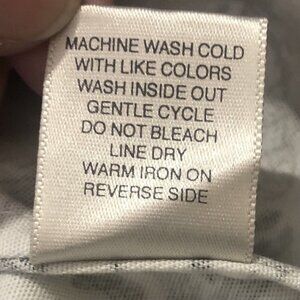 MACHINE WASH COLD
WITH LIKE COLORS
WASH INSIDE OUT
GENTLE CYCLE
DO NOT BLEACH
LINE DRY
WARM IRON ON
REVERSE SIDE